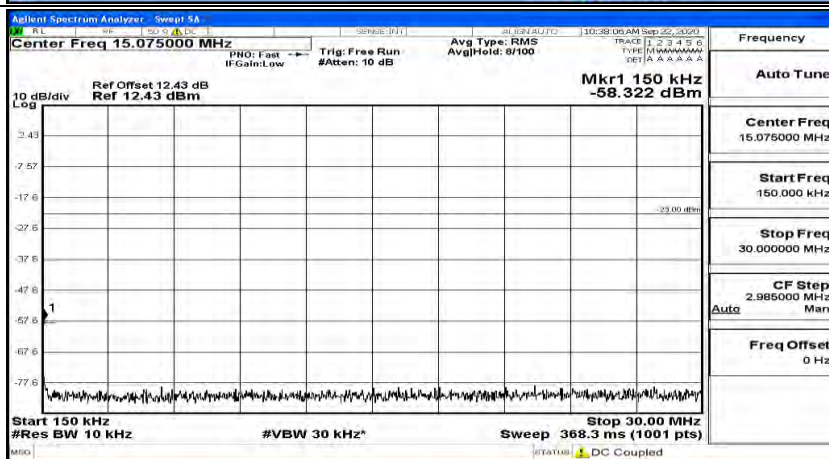 Agilent Spectrum Analyzer - Swept SA
RL RF 50 Ω DC SENSE:INT ALIGN AUTO 10:38:06 AM Sep 22, 2020
Center Freq 15.075000 MHz
PNO: Fast
IFGain:Low
Trig: Free Run
#Atten: 10 dB
Avg Type: RMS
Avg|Hold: 8/100
TRACE 1 2 3 4 5 6
TYPE MWWWWW
DET A A A A A A
Ref Offset 12.43 dB
10 dB/div Ref 12.43 dBm
Log
Mkr1 150 kHz
-58.322 dBm
2.43
-7.57
-17.6
-23.00 dBm
-27.6
-37.6
-47.6
1
-57.6
-67.6
-77.6
Start 150 kHz
#Res BW 10 kHz
#VBW 30 kHz*
Stop 30.00 MHz
Sweep 368.3 ms (1001 pts)
MSG
STATUS DC Coupled
Frequency
Auto Tune
Center Freq
15.075000 MHz
Start Freq
150.000 kHz
Stop Freq
30.000000 MHz
CF Step
2.985000 MHz
Auto Man
Freq Offset
0 Hz